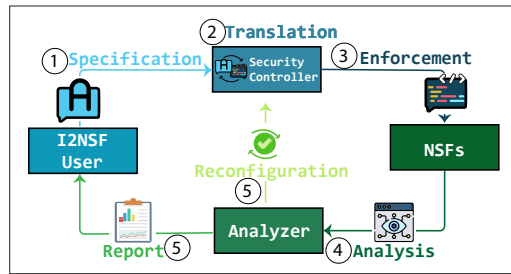 ② Translation
① Specification
Security
Controller
③ Enforcement
A
I2NSF
User
NSFs
Reconfiguration
⑤
Analyzer
Report ⑤
④ Analysis